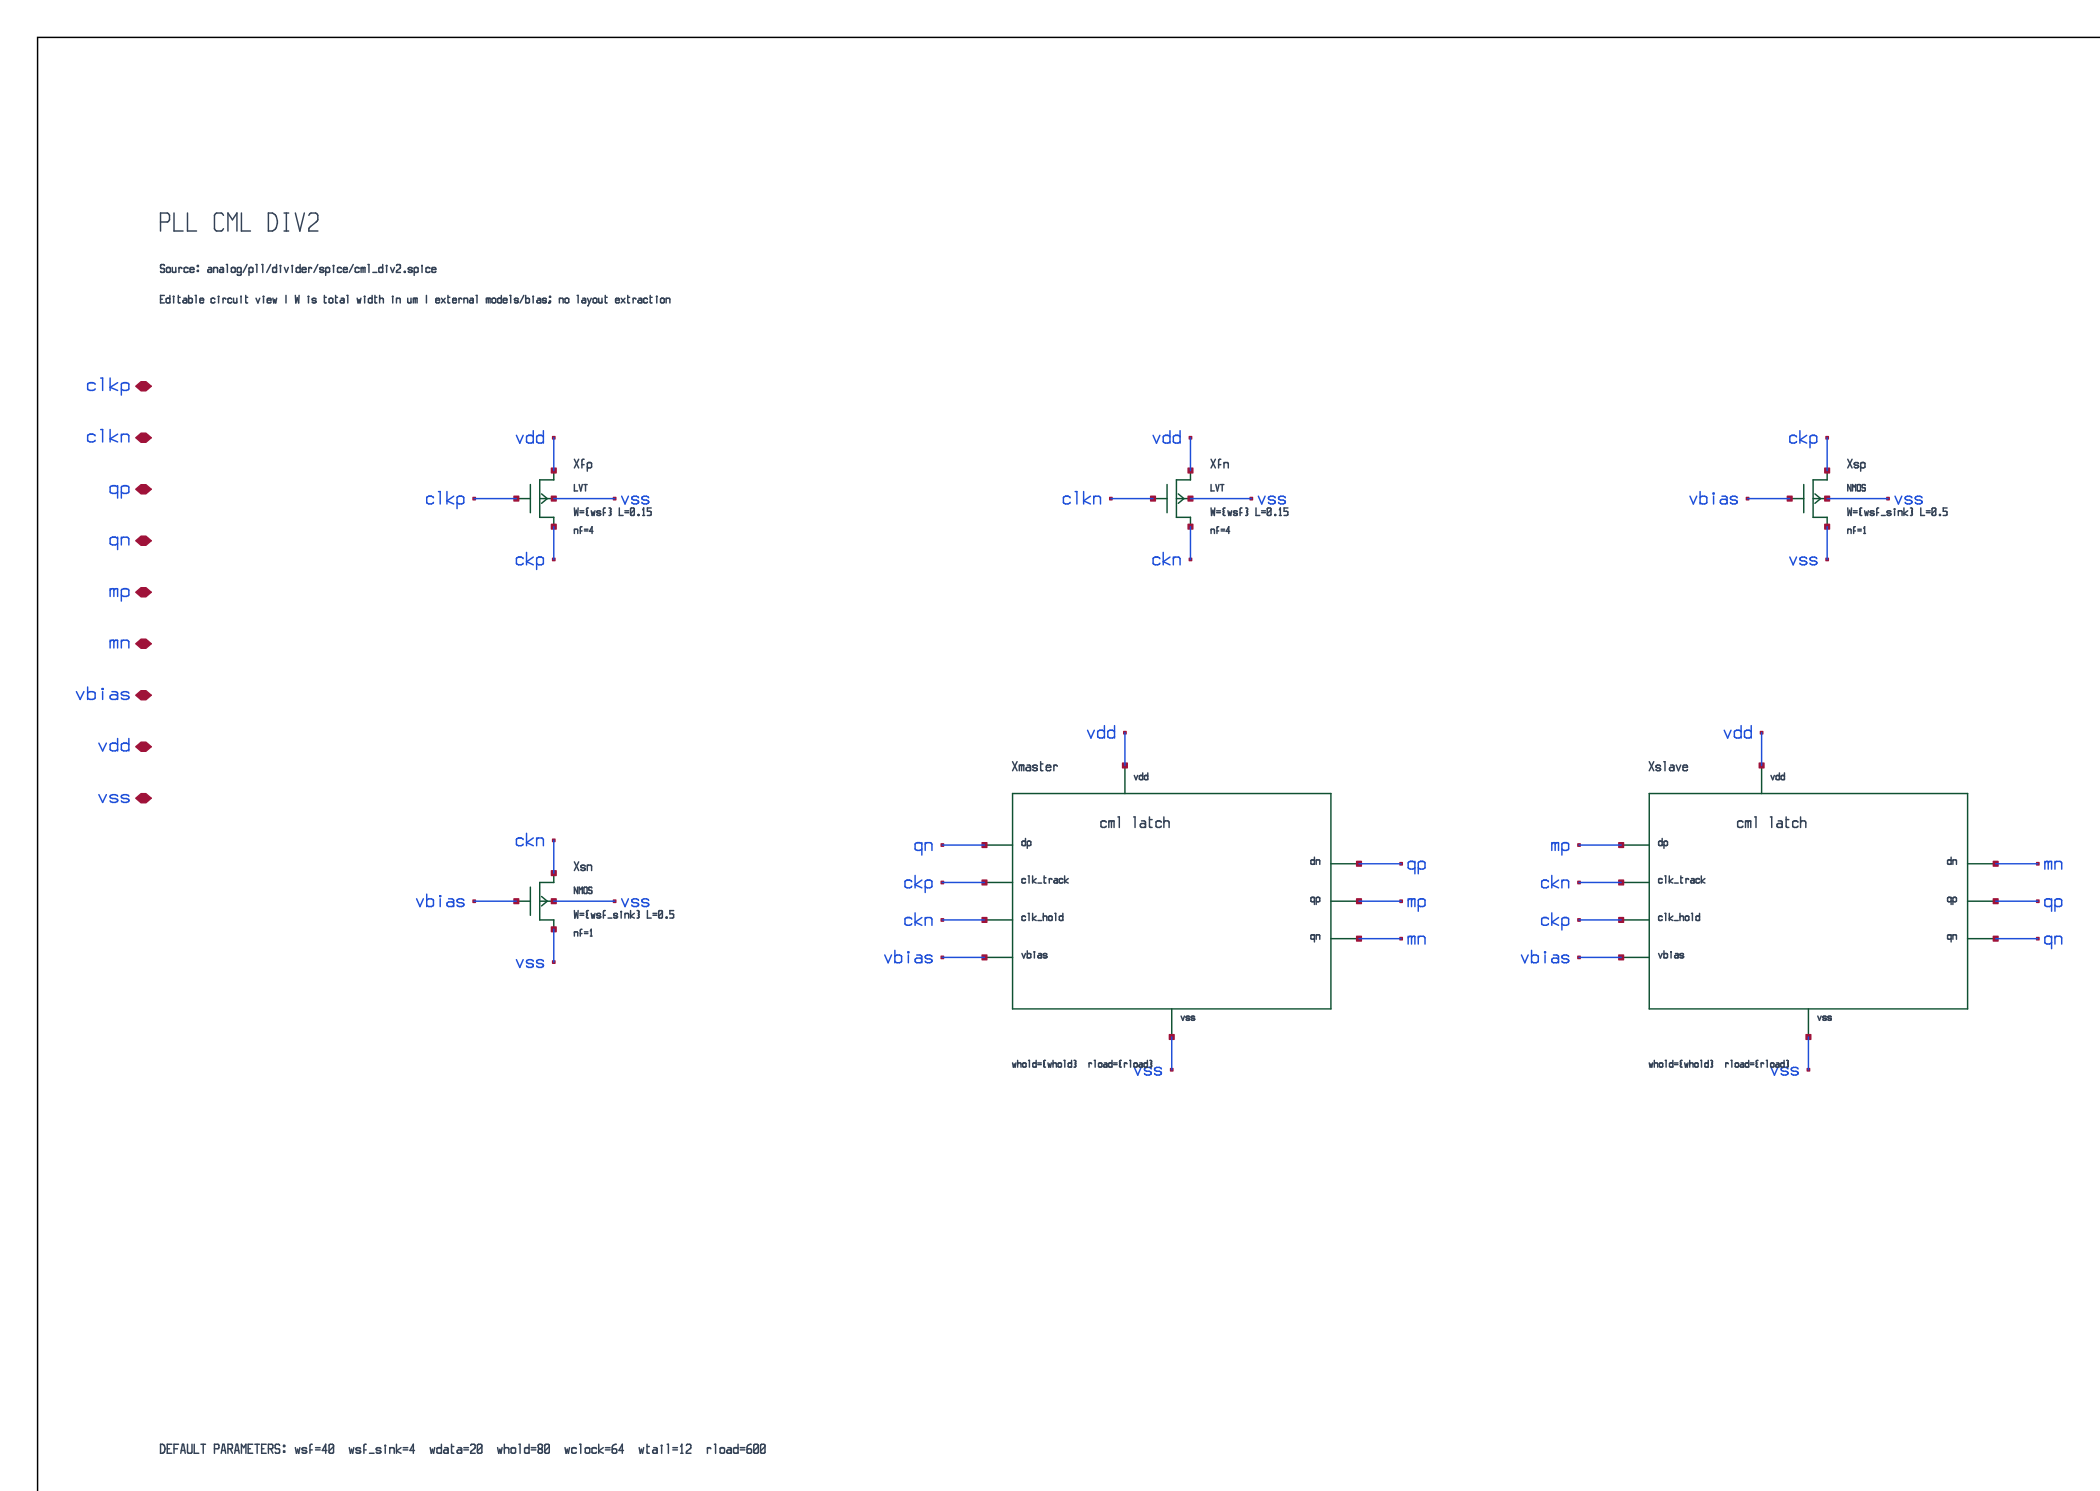 PLL CML DIV2
Source: analog/pll/divider/spice/cml_div2.spice
Editable circuit view | W is total width in um | external models/bias; no layout extraction
clkp
clkn
qp
qn
mp
mn
vbias
vdd
vss
vdd
Xfp
LVT
clkp
vss
W={wsf} L=0.15
nf=4
ckp
vdd
Xfn
LVT
clkn
vss
W={wsf} L=0.15
nf=4
ckn
ckp
Xsp
NMOS
vbias
vss
W={wsf_sink} L=0.5
nf=1
vss
ckn
Xsn
NMOS
vbias
vss
W={wsf_sink} L=0.5
nf=1
vss
vdd
Xmaster
vdd
cml latch
qn
dp
dn
qp
ckp
clk_track
qp
mp
ckn
clk_hold
qn
mn
vbias
vbias
vss
whold={whold} rload={rload}
vss
vdd
Xslave
vdd
cml latch
mp
dp
dn
mn
ckn
clk_track
qp
qp
ckp
clk_hold
qn
qn
vbias
vbias
vss
whold={whold} rload={rload}
vss
DEFAULT PARAMETERS: wsf=40 wsf_sink=4 wdata=20 whold=80 wclock=64 wtail=12 rload=600